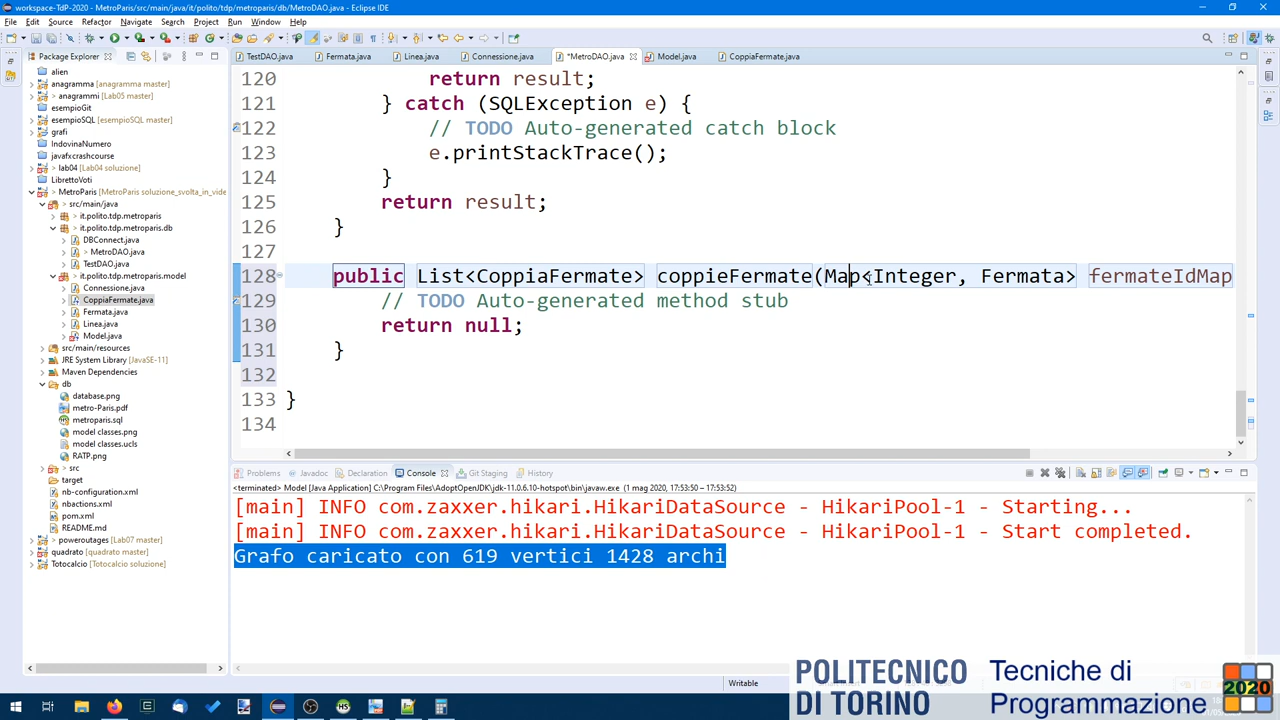 workspace-TdP-2020 - MetroParis/src/main/java/it/polito/tdp/metroparis/db/MetroDAO.java - Eclipse IDE
File Edit Source Refactor Navigate Search Project Run Window Help
Package Explorer
TestDAO.java Fermata.java Linea.java Connessione.java *MetroDAO.java Model.java CoppiaFermate.java
alien
anagramma [anagramma master]
anagrammi [Lab05 master]
esempioGit
esempioSQL [esempioSQL master]
grafi
IndovinaNumero
javafxcrashcourse
lab04 [Lab04 soluzione]
LibrettoVoti
MetroParis [MetroParis soluzione_svolta_in_vide
src/main/java
it.polito.tdp.metroparis
it.polito.tdp.metroparis.db
DBConnect.java
> MetroDAO.java
TestDAO.java
it.polito.tdp.metroparis.model
Connessione.java
CoppiaFermate.java
Fermata.java
Linea.java
Model.java
src/main/resources
JRE System Library [JavaSE-11]
Maven Dependencies
db
database.png
metro-Paris.pdf
metroparis.sql
model classes.png
model classes.ucls
RATP.png
src
target
nb-configuration.xml
nbactions.xml
pom.xml
README.md
poweroutages [Lab07 master]
quadrato [quadrato master]
Totocalcio [Totocalcio soluzione]
120 return result;
121 } catch (SQLException e) {
122 // TODO Auto-generated catch block
123 e.printStackTrace();
124 }
125 return result;
126 }
127
128 public List<CoppiaFermate> coppieFermate(Map<Integer, Fermata> fermateIdMap
129 // TODO Auto-generated method stub
130 return null;
131 }
132
133 }
134
Problems Javadoc Declaration Console Git Staging History
<terminated> Model [Java Application] C:\Program Files\AdoptOpenJDK\jdk-11.0.6.10-hotspot\bin\javaw.exe (1 mag 2020, 17:53:50 – 17:53:52)
[main] INFO com.zaxxer.hikari.HikariDataSource - HikariPool-1 - Starting...
[main] INFO com.zaxxer.hikari.HikariDataSource - HikariPool-1 - Start completed.
Grafo caricato con 619 vertici 1428 archi
Writable
POLITECNICO
DI TORINO
Tecniche di
Programmazione
2020